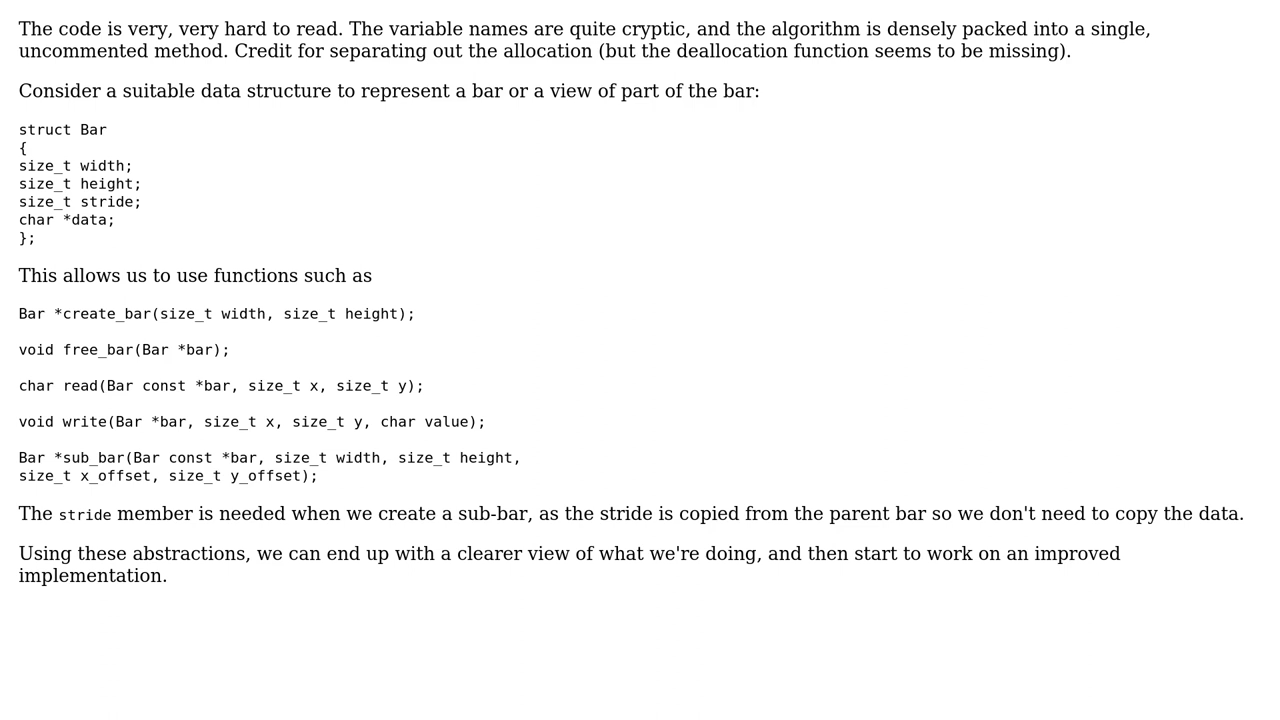 The code is very, very hard to read. The variable names are quite cryptic, and the algorithm is densely packed into a single,
uncommented method. Credit for separating out the allocation (but the deallocation function seems to be missing).
Consider a suitable data structure to represent a bar or a view of part of the bar:
struct Bar
{
size_t width;
size_t height;
size_t stride;
char *data;
};
This allows us to use functions such as
Bar *create_bar(size_t width, size_t height);
void free_bar(Bar *bar);
char read(Bar const *bar, size_t x, size_t y);
void write(Bar *bar, size_t x, size_t y, char value);
Bar *sub_bar(Bar const *bar, size_t width, size_t height,
size_t x_offset, size_t y_offset);
The stride member is needed when we create a sub-bar, as the stride is copied from the parent bar so we don't need to copy the data.
Using these abstractions, we can end up with a clearer view of what we're doing, and then start to work on an improved
implementation.